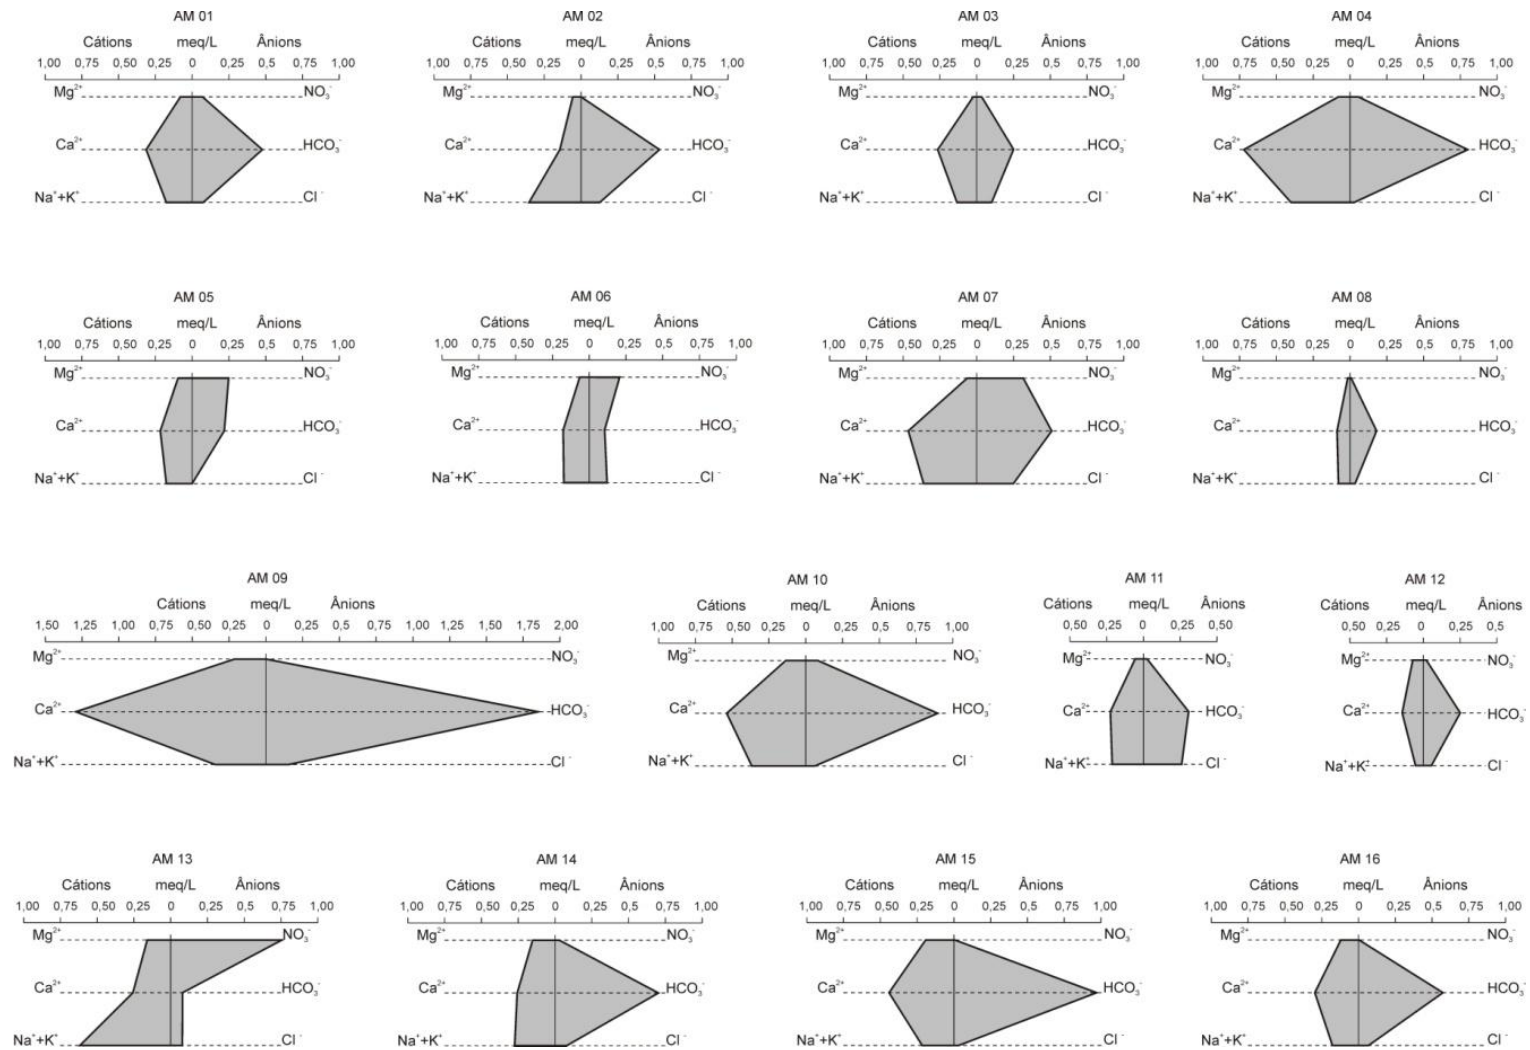 AM 01
Cátions meq/L Ânions
1,00 0,75 0,50 0,25 0 0,25 0,5 0,75 1,00
Mg²⁺ NO₃⁻
Ca²⁺ HCO₃⁻
Na⁺+K⁺ Cl⁻
AM 02
Cátions meq/L Ânions
1,00 0,75 0,50 0,25 0 0,25 0,5 0,75 1,00
Mg²⁺ NO₃⁻
Ca²⁺ HCO₃⁻
Na⁺+K⁺ Cl⁻
AM 03
Cátions meq/L Ânions
1,00 0,75 0,50 0,25 0 0,25 0,5 0,75 1,00
Mg²⁺ NO₃⁻
Ca²⁺ HCO₃⁻
Na⁺+K⁺ Cl⁻
AM 04
Cátions meq/L Ânions
1,00 0,75 0,50 0,25 0 0,25 0,5 0,75 1,00
Mg²⁺ NO₃⁻
Ca²⁺ HCO₃⁻
Na⁺+K⁺ Cl⁻
AM 05
Cátions meq/L Ânions
1,00 0,75 0,50 0,25 0 0,25 0,5 0,75 1,00
Mg²⁺ NO₃⁻
Ca²⁺ HCO₃⁻
Na⁺+K⁺ Cl⁻
AM 06
Cátions meq/L Ânions
1,00 0,75 0,50 0,25 0 0,25 0,5 0,75 1,00
Mg²⁺ NO₃⁻
Ca²⁺ HCO₃⁻
Na⁺+K⁺ Cl⁻
AM 07
Cátions meq/L Ânions
1,00 0,75 0,50 0,25 0 0,25 0,5 0,75 1,00
Mg²⁺ NO₃⁻
Ca²⁺ HCO₃⁻
Na⁺+K⁺ Cl⁻
AM 08
Cátions meq/L Ânions
1,00 0,75 0,50 0,25 0 0,25 0,5 0,75 1,00
Mg²⁺ NO₃⁻
Ca²⁺ HCO₃⁻
Na⁺+K⁺ Cl⁻
AM 09
Cátions meq/L Ânions
1,50 1,25 1,00 0,75 0,50 0,25 0 0,25 0,5 0,75 1,00 1,25 1,50 1,75 2,00
Mg²⁺ NO₃⁻
Ca²⁺ HCO₃⁻
Na⁺+K⁺ Cl⁻
AM 10
Cátions meq/L Ânions
1,00 0,75 0,50 0,25 0 0,25 0,5 0,75 1,00
Mg²⁺ NO₃⁻
Ca²⁺ HCO₃⁻
Na⁺+K⁺ Cl⁻
AM 11
Cátions meq/L Ânions
0,50 0,25 0 0,25 0,50
Mg²⁺ NO₃⁻
Ca²⁺ HCO₃⁻
Na⁺+K⁺ Cl⁻
AM 12
Cátions meq/L Ânions
0,50 0,25 0 0,25 0,5
Mg²⁺ NO₃⁻
Ca²⁺ HCO₃⁻
Na⁺+K⁺ Cl⁻
AM 13
Cátions meq/L Ânions
1,00 0,75 0,50 0,25 0 0,25 0,5 0,75 1,00
Mg²⁺ NO₃⁻
Ca²⁺ HCO₃⁻
Na⁺+K⁺ Cl⁻
AM 14
Cátions meq/L Ânions
1,00 0,75 0,50 0,25 0 0,25 0,5 0,75 1,00
Mg²⁺ NO₃⁻
Ca²⁺ HCO₃⁻
Na⁺+K⁺ Cl⁻
AM 15
Cátions meq/L Ânions
1,00 0,75 0,50 0,25 0 0,25 0,5 0,75 1,00
Mg²⁺ NO₃⁻
Ca²⁺ HCO₃⁻
Na⁺+K⁺ Cl⁻
AM 16
Cátions meq/L Ânions
1,00 0,75 0,50 0,25 0 0,25 0,5 0,75 1,00
Mg²⁺ NO₃⁻
Ca²⁺ HCO₃⁻
Na⁺+K⁺ Cl⁻